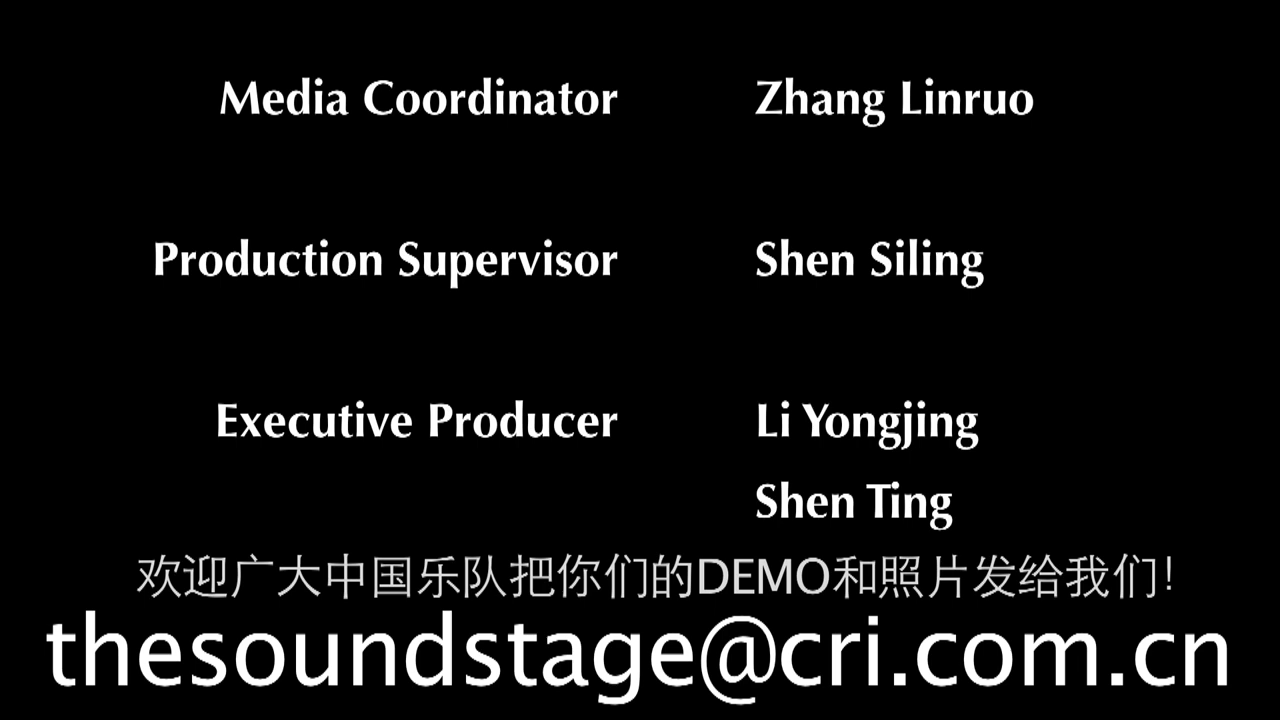 Media Coordinator Zhang Linruo
Production Supervisor Shen Siling
Executive Producer Li Yongjing
Shen Ting
欢迎广大中国乐队把你们的DEMO和照片发给我们!
thesoundstage@cri.com.cn